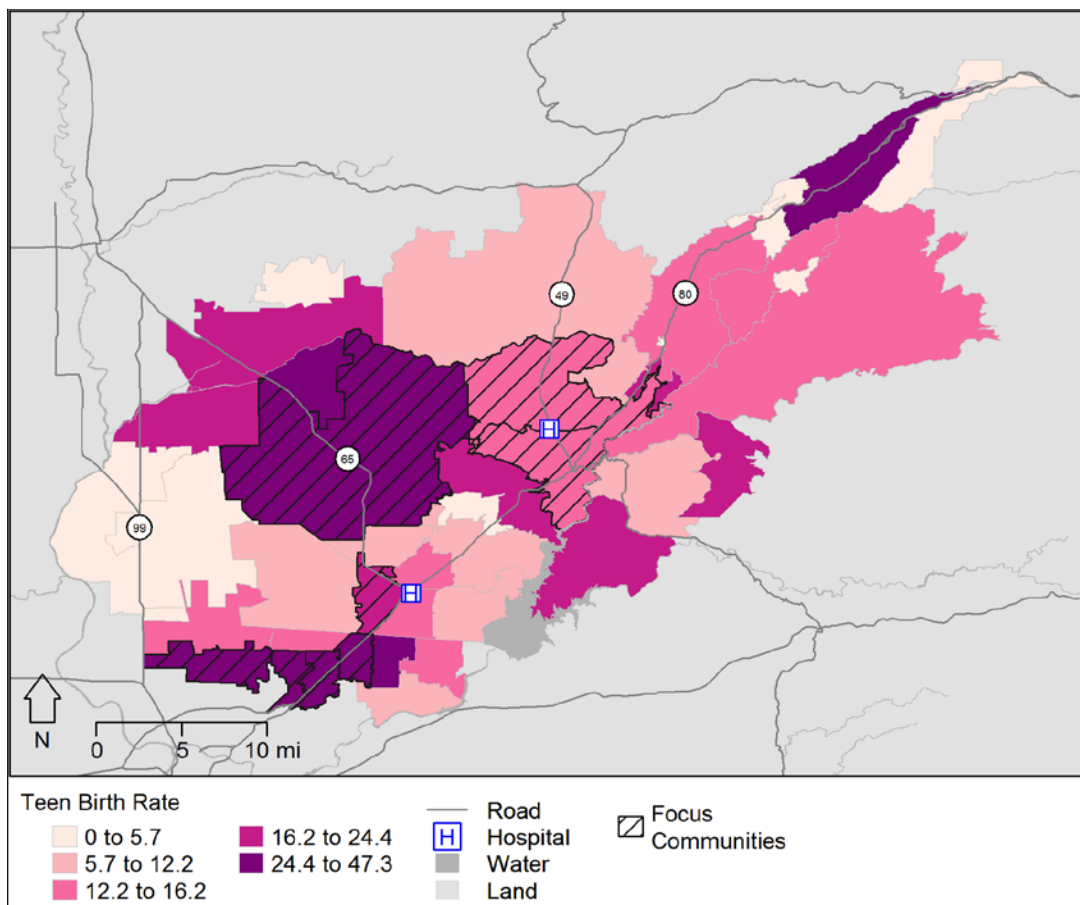 49
80
65
99
H
H
N
0 5 10 mi
Teen Birth Rate
0 to 5.7
5.7 to 12.2
12.2 to 16.2
16.2 to 24.4
24.4 to 47.3
Road
H Hospital
Water
Land
Focus
Communities